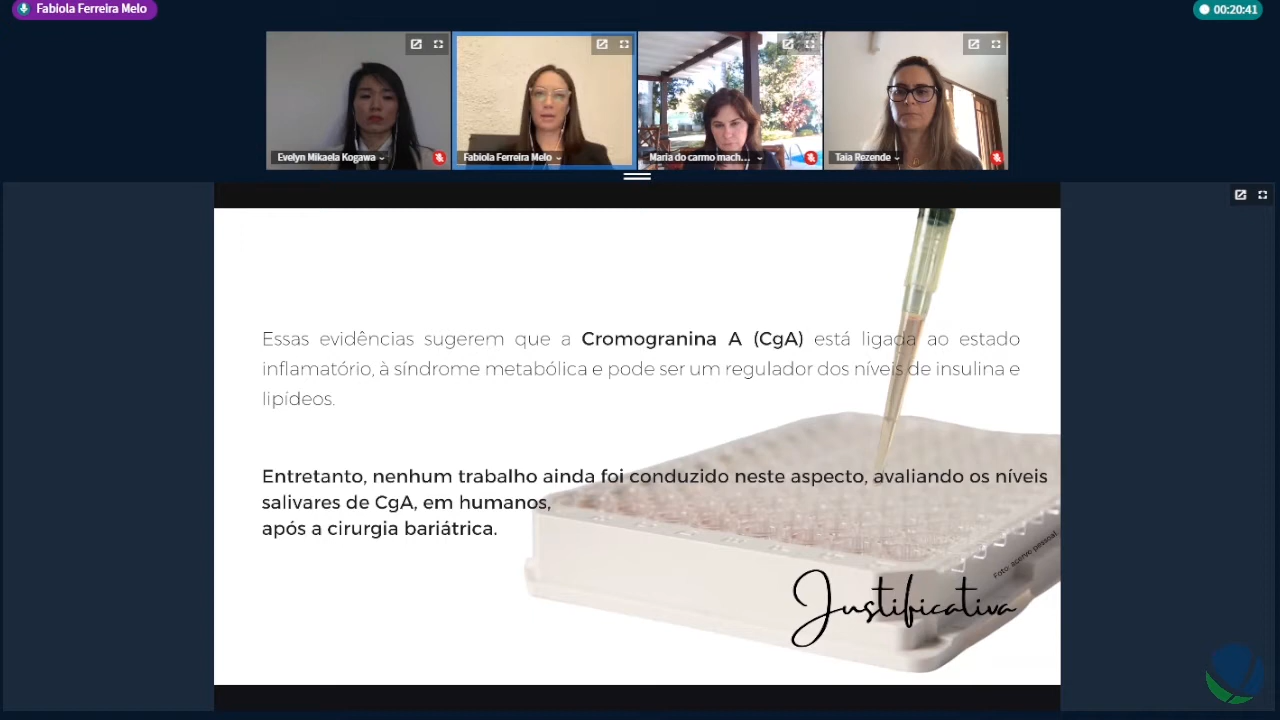 Fabiola Ferreira Melo
00:20:41
Evelyn Mikaela Kogawa
Fabiola Ferreira Melo
Maria do carmo mach...
Taia Rezende
Essas evidências sugerem que a Cromogranina A (CgA) está ligada ao estado
inflamatório, à síndrome metabólica e pode ser um regulador dos níveis de insulina e
lipídeos.
Entretanto, nenhum trabalho ainda foi conduzido neste aspecto, avaliando os níveis
salivares de CgA, em humanos,
após a cirurgia bariátrica.
Foto: acervo pessoal
Justificativa